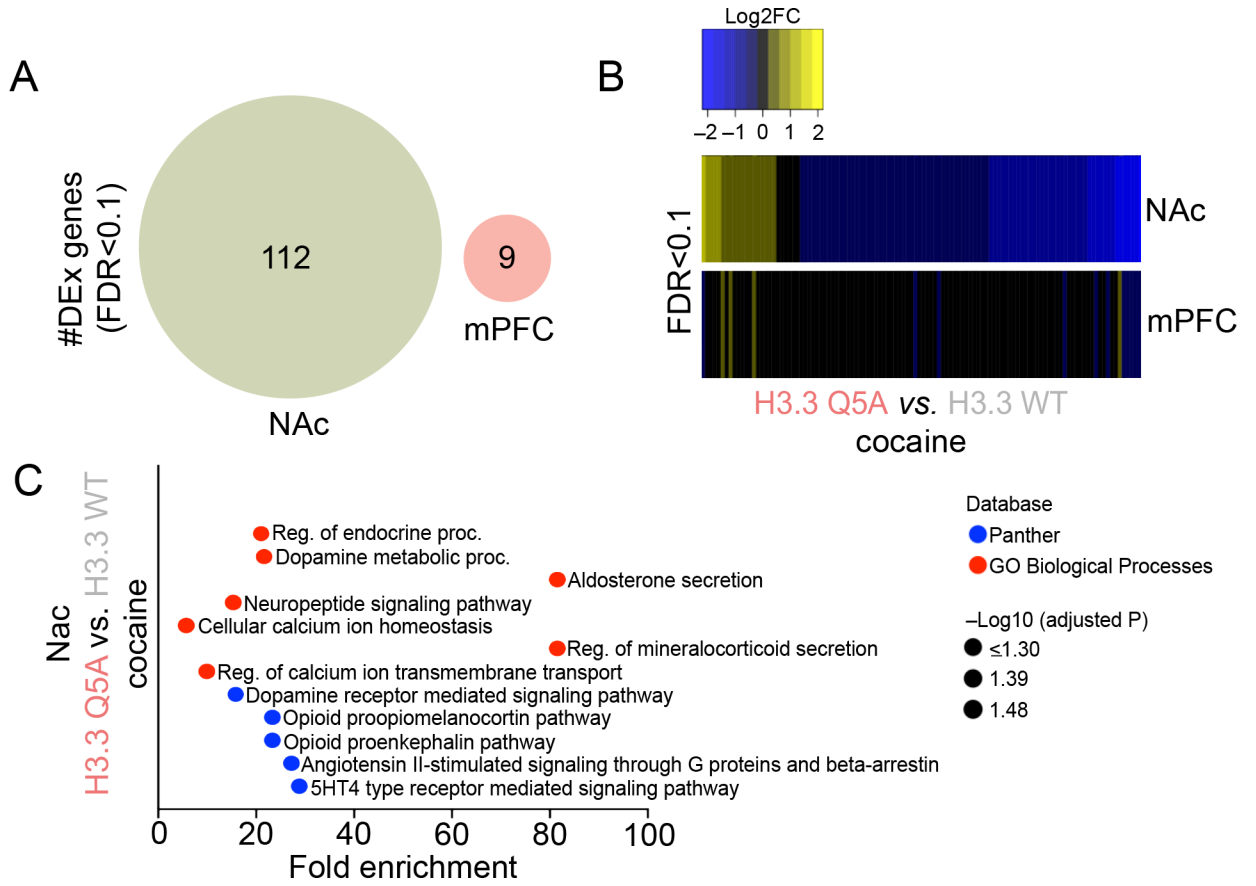 A
#DEx genes
(FDR<0.1)
112
9
NAc
mPFC
B
Log2FC
–2 –1 0 1 2
FDR<0.1
NAc
mPFC
H3.3 Q5A vs. H3.3 WT
cocaine
C
Nac
H3.3 Q5A vs. H3.3 WT
cocaine
Reg. of endocrine proc.
Dopamine metabolic proc.
Aldosterone secretion
Neuropeptide signaling pathway
Cellular calcium ion homeostasis
Reg. of mineralocorticoid secretion
Reg. of calcium ion transmembrane transport
Dopamine receptor mediated signaling pathway
Opioid proopiomelanocortin pathway
Opioid proenkephalin pathway
Angiotensin II-stimulated signaling through G proteins and beta-arrestin
5HT4 type receptor mediated signaling pathway
0 20 40 60 80 100
Fold enrichment
Database
Panther
GO Biological Processes
–Log10 (adjusted P)
≤1.30
1.39
1.48